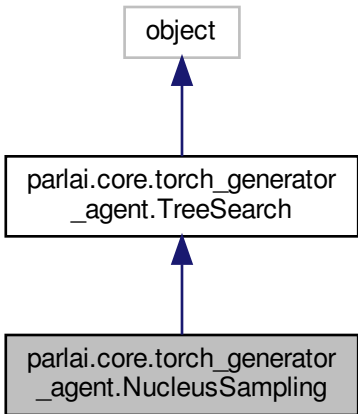 object
parlai.core.torch_generator
_agent.TreeSearch
parlai.core.torch_generator
_agent.NucleusSampling